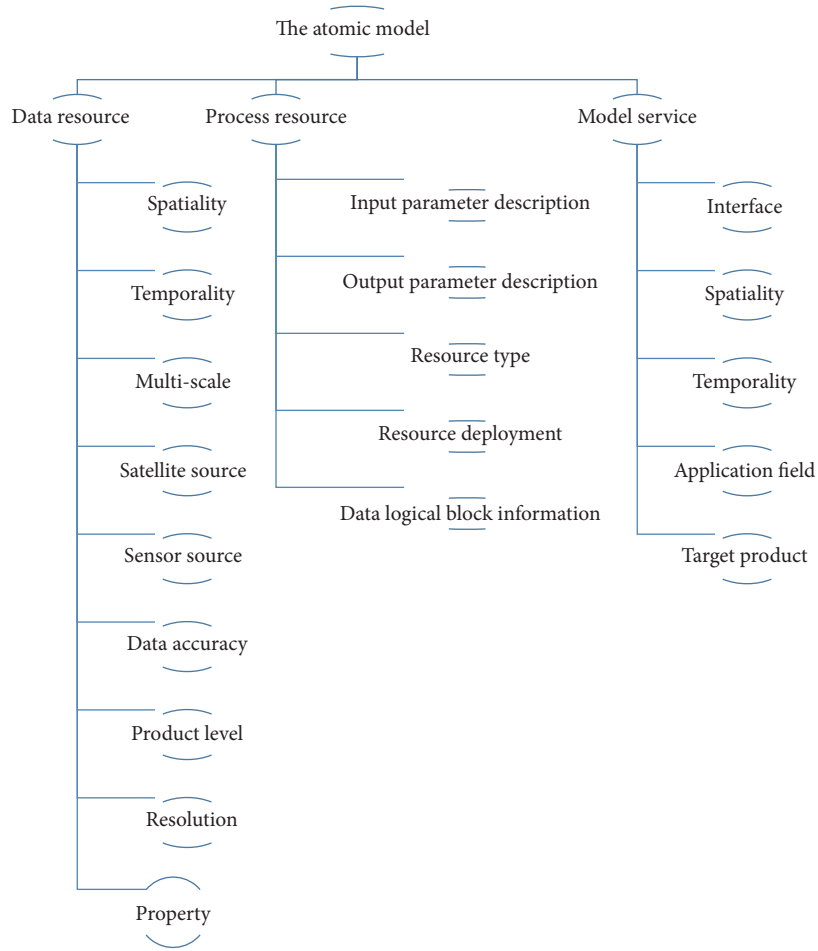 The atomic model
Data resource
Process resource
Model service
Spatiality
Temporality
Multi-scale
Satellite source
Sensor source
Data accuracy
Product level
Resolution
Property
Input parameter description
Output parameter description
Resource type
Resource deployment
Data logical block information
Interface
Spatiality
Temporality
Application field
Target product